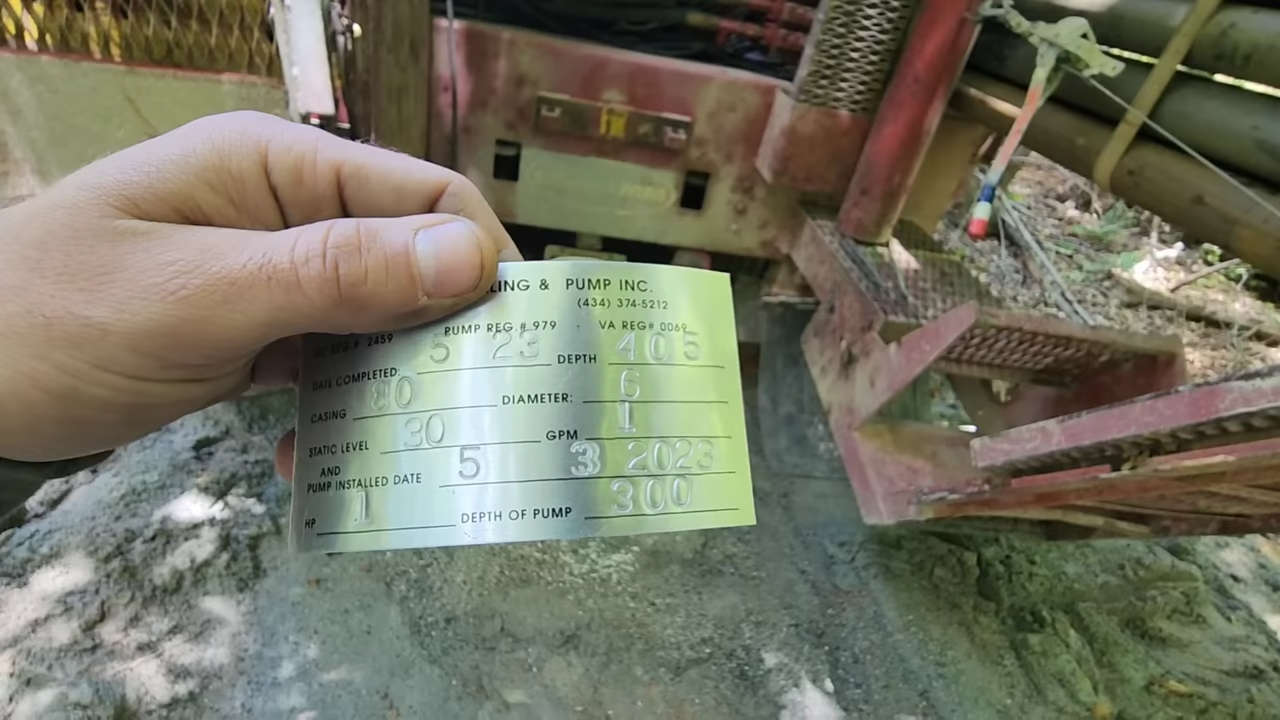 LING & PUMP INC.
(434) 374-5212
REG.# 2459 PUMP REG.# 979 VA REG# 0069
DATE COMPLETED: 5 23 DEPTH 405
CASING 80 DIAMETER: 6
STATIC LEVEL 30 GPM 1
AND
PUMP INSTALLED DATE 5 3 2023
HP 1 DEPTH OF PUMP 300